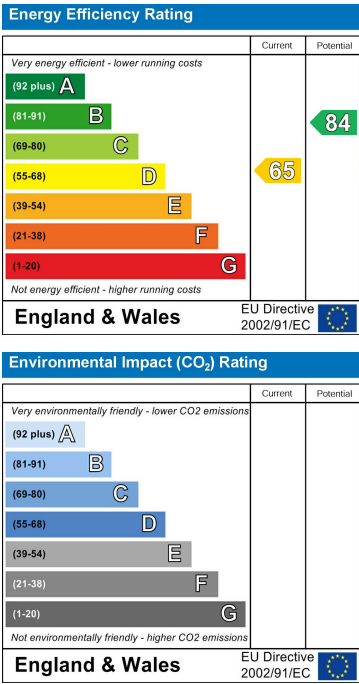 Energy Efficiency Rating
Current Potential
Very energy efficient - lower running costs
(92 plus) A
(81-91) B
84
(69-80) C
(55-68) D
65
(39-54) E
(21-38) F
(1-20) G
Not energy efficient - higher running costs
England & Wales
EU Directive
2002/91/EC
Environmental Impact (CO₂) Rating
Current Potential
Very environmentally friendly - lower CO2 emissions
(92 plus) A
(81-91) B
(69-80) C
(55-68) D
(39-54) E
(21-38) F
(1-20) G
Not environmentally friendly - higher CO2 emissions
England & Wales
EU Directive
2002/91/EC